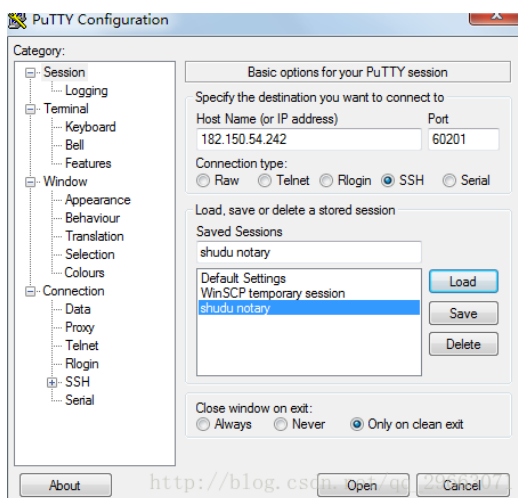 PuTTY Configuration
Category:
Session
Logging
Terminal
Keyboard
Bell
Features
Window
Appearance
Behaviour
Translation
Selection
Colours
Connection
Data
Proxy
Telnet
Rlogin
SSH
Serial
Basic options for your PuTTY session
Specify the destination you want to connect to
Host Name (or IP address) Port
182.150.54.242 60201
Connection type:
Raw Telnet Rlogin SSH Serial
Load, save or delete a stored session
Saved Sessions
shudu notary
Default Settings
WinSCP temporary session
shudu notary
Load
Save
Delete
Close window on exit:
Always Never Only on clean exit
About Open Cancel